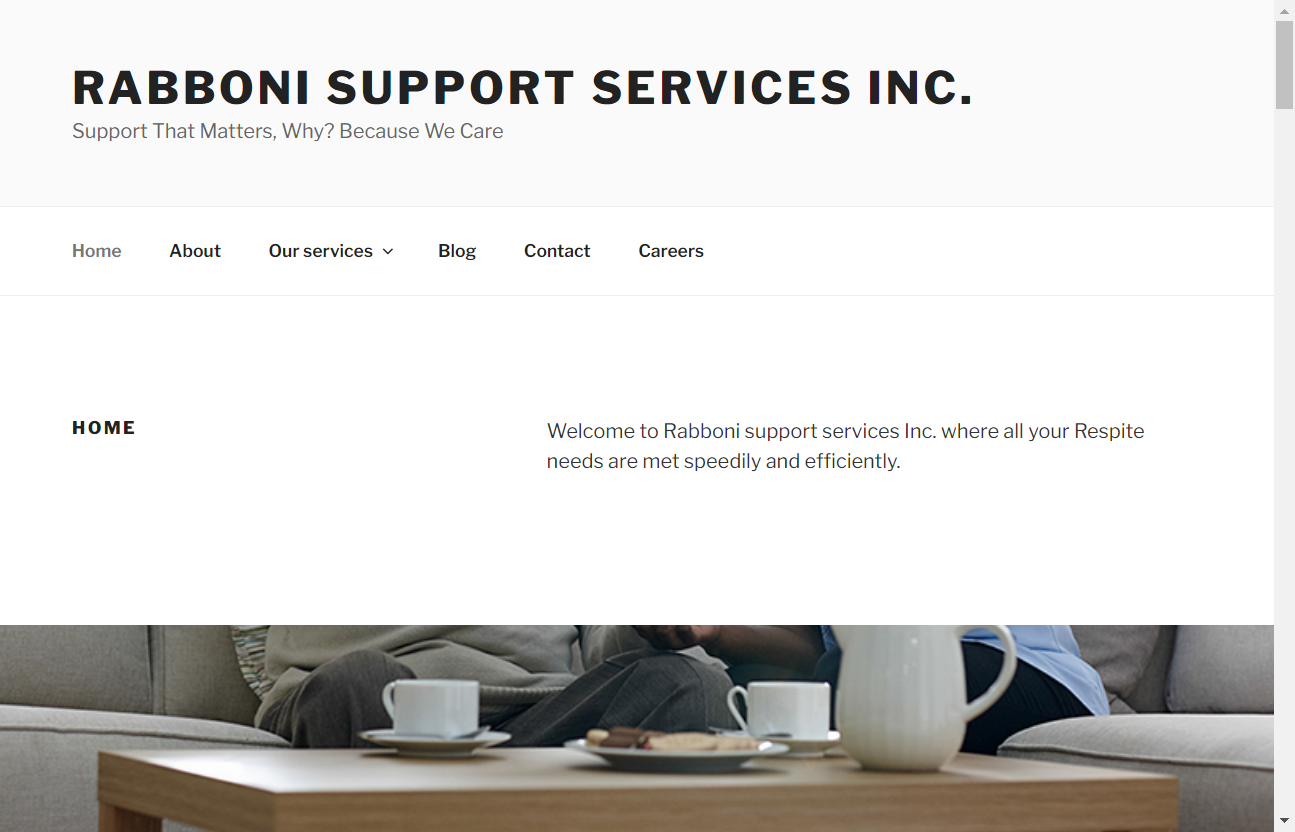 RABBONI SUPPORT SERVICES INC.
Support That Matters, Why? Because We Care
Home About Our services Blog Contact Careers
HOME
Welcome to Rabboni support services Inc. where all your Respite
needs are met speedily and efficiently.